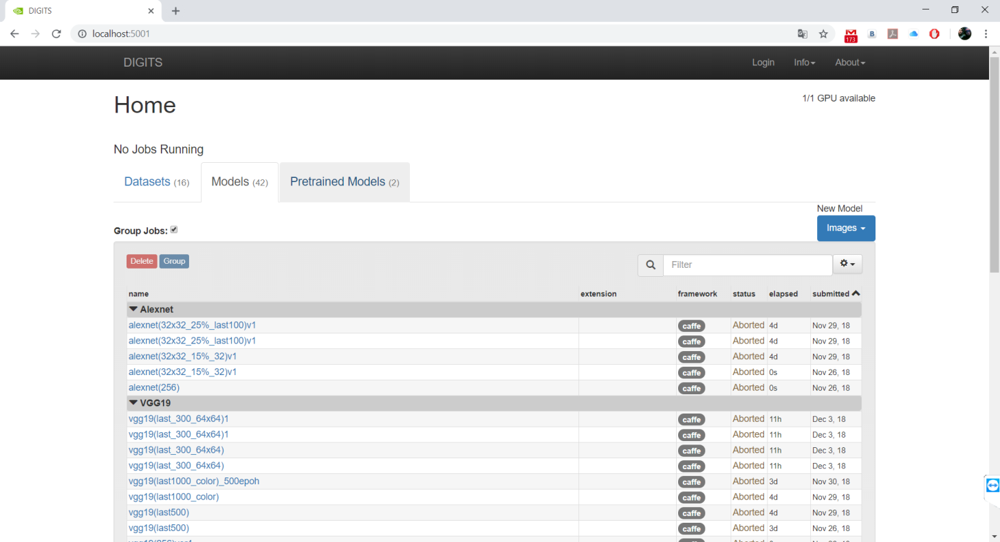 DIGITS
localhost:5001
173
B
DIGITS Login Info About
Home
1/1 GPU available
No Jobs Running
Datasets (16) Models (42) Pretrained Models (2)
New Model
Group Jobs:
Images
Delete Group
Filter
name extension framework status elapsed submitted
Alexnet
alexnet(32x32_25%_last100)v1 caffe Aborted 4d Nov 29, 18
alexnet(32x32_25%_last100)v1 caffe Aborted 4d Nov 29, 18
alexnet(32x32_15%_32)v1 caffe Aborted 4d Nov 29, 18
alexnet(32x32_15%_32)v1 caffe Aborted 0s Nov 26, 18
alexnet(256) caffe Aborted 0s Nov 26, 18
VGG19
vgg19(last_300_64x64)1 caffe Aborted 11h Dec 3, 18
vgg19(last_300_64x64)1 caffe Aborted 11h Dec 3, 18
vgg19(last_300_64x64) caffe Aborted 11h Dec 3, 18
vgg19(last_300_64x64) caffe Aborted 11h Dec 3, 18
vgg19(last1000_color)_500epoh caffe Aborted 3d Nov 30, 18
vgg19(last1000_color) caffe Aborted 4d Nov 29, 18
vgg19(last500) caffe Aborted 4d Nov 29, 18
vgg19(last500) caffe Aborted 3d Nov 26, 18